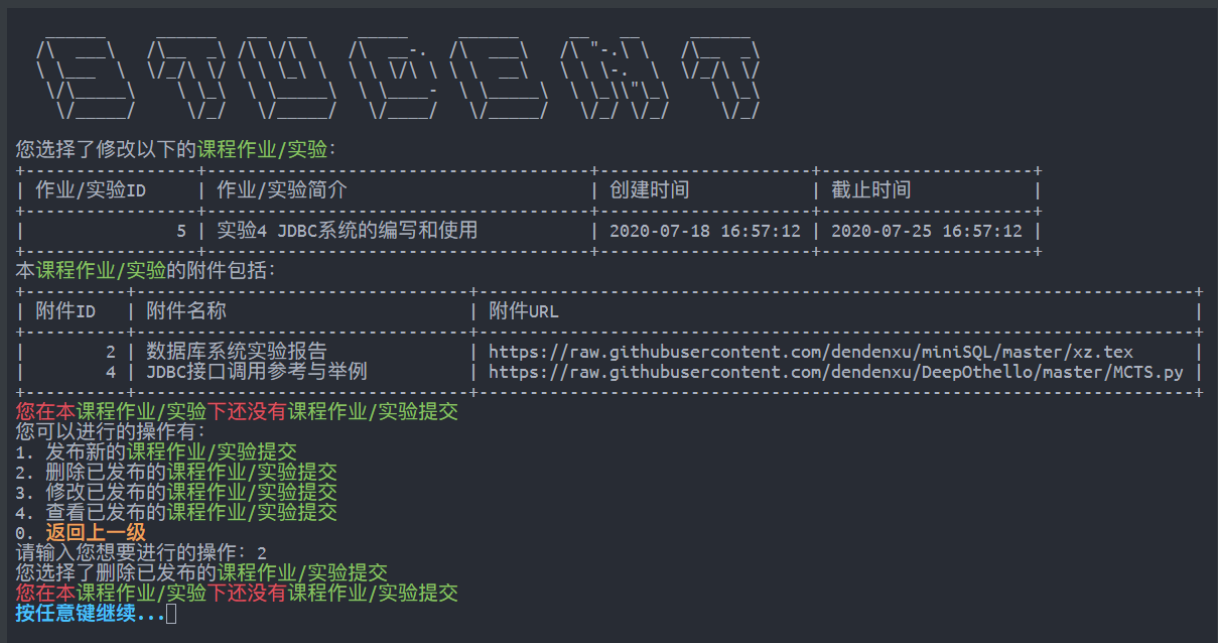 STUDENT
您选择了修改以下的课程作业/实验:
+-----------------+--------------------------------------+---------------------+---------------------+
| 作业/实验ID | 作业/实验简介 | 创建时间 | 截止时间 |
+-----------------+--------------------------------------+---------------------+---------------------+
| 5 | 实验4 JDBC系统的编写和使用 | 2020-07-18 16:57:12 | 2020-07-25 16:57:12 |
+-----------------+--------------------------------------+---------------------+---------------------+
本课程作业/实验的附件包括:
+----------+---------------------------------+-----------------------------------------------------------------------+
| 附件ID | 附件名称 | 附件URL |
+----------+---------------------------------+-----------------------------------------------------------------------+
| 2 | 数据库系统实验报告 | https://raw.githubusercontent.com/dendenxu/miniSQL/master/xz.tex |
| 4 | JDBC接口调用参考与举例 | https://raw.githubusercontent.com/dendenxu/DeepOthello/master/MCTS.py |
+----------+---------------------------------+-----------------------------------------------------------------------+
您在本课程作业/实验下还没有课程作业/实验提交
您可以进行的操作有:
1. 发布新的课程作业/实验提交
2. 删除已发布的课程作业/实验提交
3. 修改已发布的课程作业/实验提交
4. 查看已发布的课程作业/实验提交
0. 返回上一级
请输入您想要进行的操作: 2
您选择了删除已发布的课程作业/实验提交
您在本课程作业/实验下还没有课程作业/实验提交
按任意键继续...